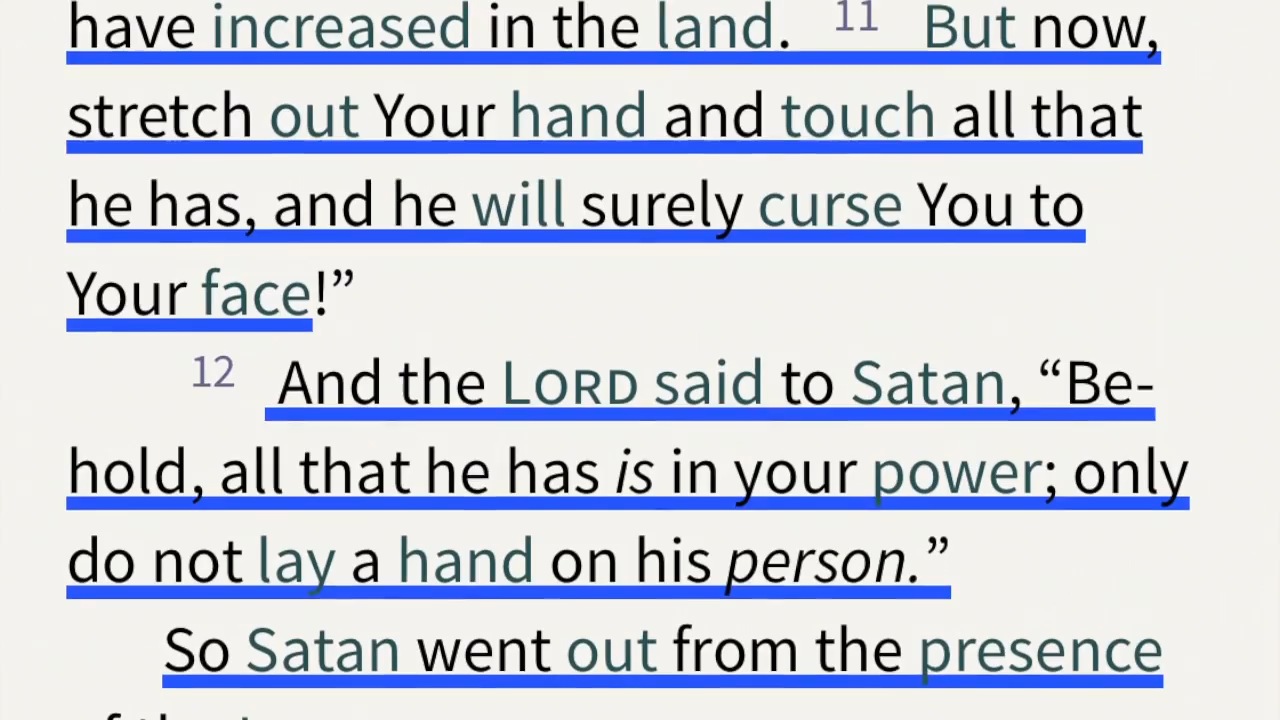 have increased in the land. 11 But now,
stretch out Your hand and touch all that
he has, and he will surely curse You to
Your face!”
12 And the LORD said to Satan, “Be-
hold, all that he has is in your power; only
do not lay a hand on his person.”
So Satan went out from the presence